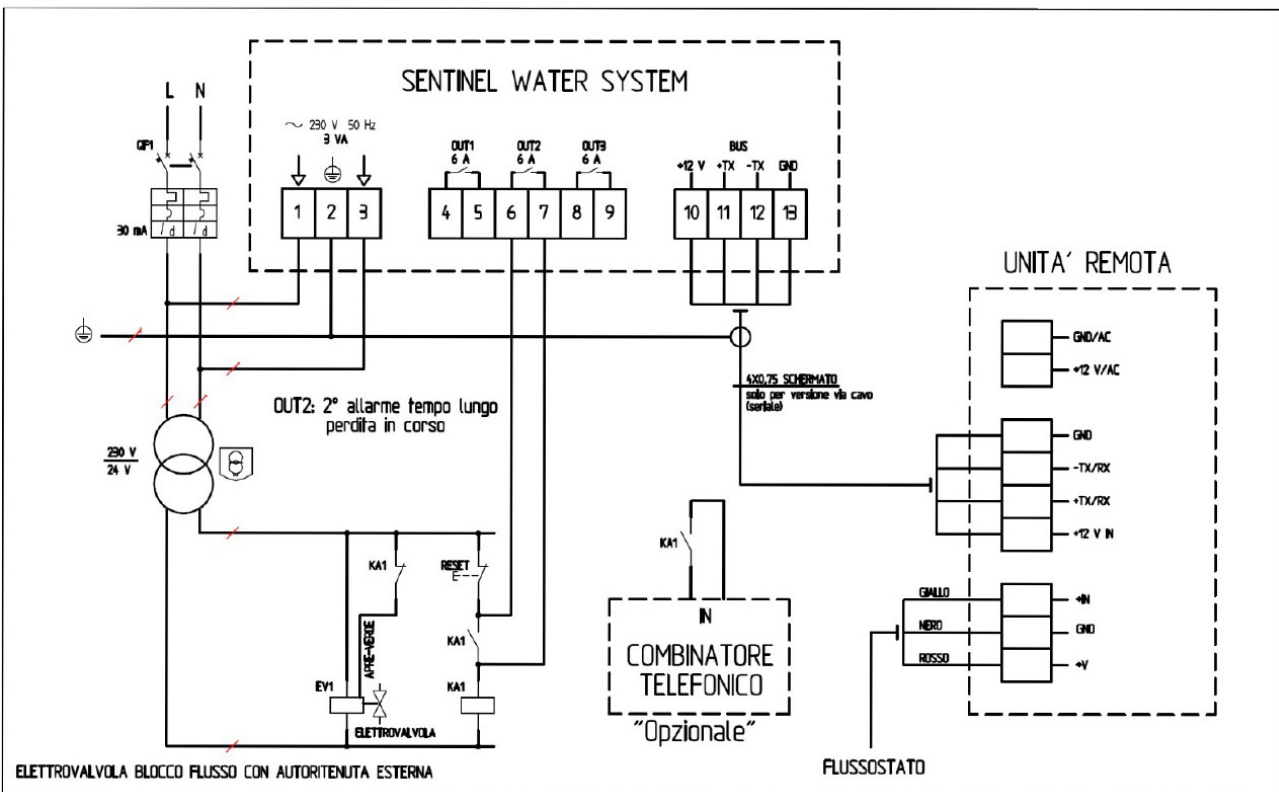 SENTINEL WATER SYSTEM
L N
QF1
30 mA
~ 230 V 50 Hz
3 VA
OUT1
6 A
OUT2
6 A
OUT3
6 A
BUS
+12 V +TX -TX GND
1 2 3
4 5 6 7 8 9
10 11 12 13
UNITA' REMOTA
GND/AC
+12 V/AC
4X0,75 SCHERMATO
solo per versione via cavo
(seriale)
OUT2: 2° allarme tempo lungo
perdita in corso
230 V
24 V
GND
-TX/RX
+TX/RX
+12 V IN
KA1
RESET
KA1
APRE-VERDE
KA1
EV1
KA1
ELETTROVALVOLA
IN
COMBINATORE
TELEFONICO
"Opzionale"
GIALLO
NERO
ROSSO
+IN
GND
+V
FLUSSOSTATO
ELETTROVALVOLA BLOCCO FLUSSO CON AUTORITENUTA ESTERNA